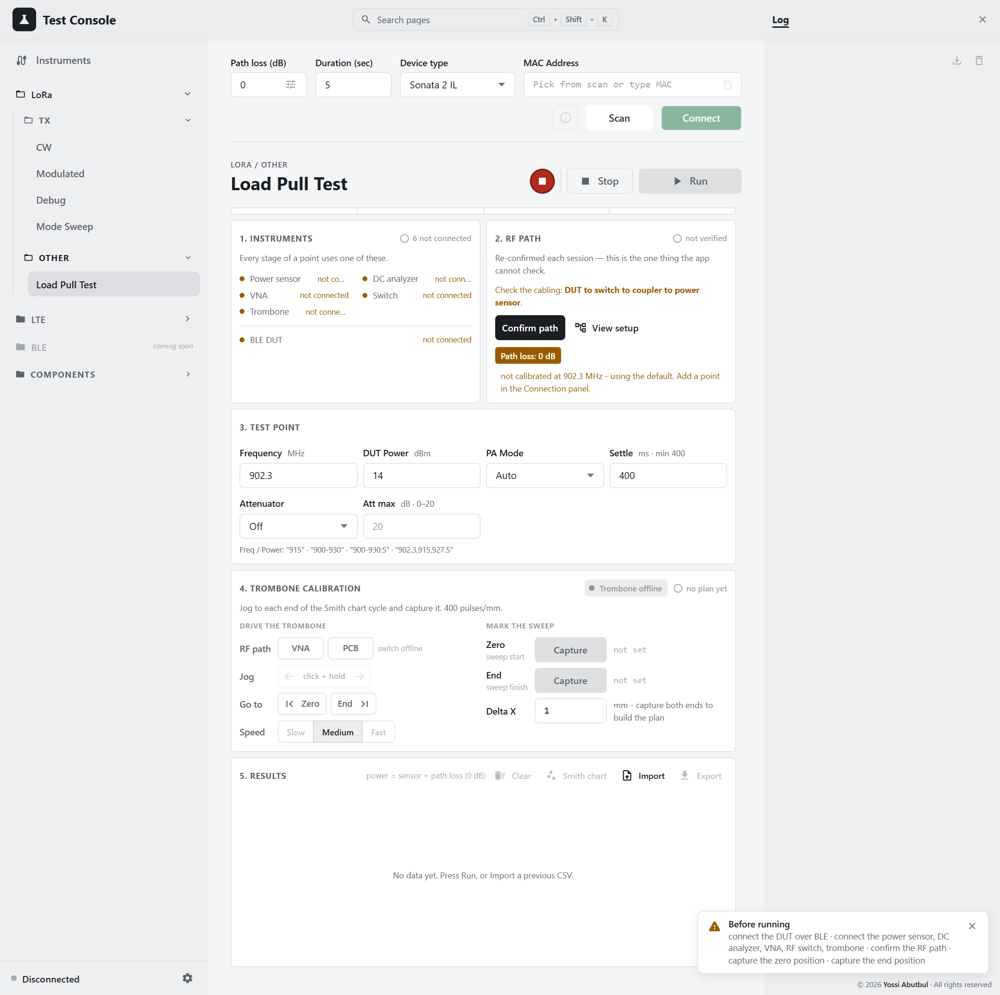 Test Console
Search pages
Ctrl + Shift + K
Log
Instruments
LoRa
TX
CW
Modulated
Debug
Mode Sweep
OTHER
Load Pull Test
LTE
BLE coming soon
COMPONENTS
Disconnected
Path loss (dB) Duration (sec) Device type MAC Address
0 5 Sonata 2 IL Pick from scan or type MAC
Scan Connect
LORA / OTHER
Load Pull Test
Stop Run
1. INSTRUMENTS 6 not connected
Every stage of a point uses one of these.
Power sensor not co... DC analyzer not conn...
VNA not connected Switch not connected
Trombone not conne...
BLE DUT not connected
2. RF PATH not verified
Re-confirmed each session — this is the one thing the app
cannot check.
Check the cabling: DUT to switch to coupler to power
sensor.
Confirm path View setup
Path loss: 0 dB
not calibrated at 902.3 MHz - using the default. Add a point
in the Connection panel.
3. TEST POINT
Frequency MHz DUT Power dBm PA Mode Settle ms · min 400
902.3 14 Auto 400
Attenuator Att max dB · 0–20
Off 20
Freq / Power: "915" · "900-930" · "900-930:5" · "902.3,915,927.5"
4. TROMBONE CALIBRATION Trombone offline no plan yet
Jog to each end of the Smith chart cycle and capture it. 400 pulses/mm.
DRIVE THE TROMBONE
RF path VNA PCB switch offline
Jog click + hold
Go to Zero End
Speed Slow Medium Fast
MARK THE SWEEP
Zero
sweep start
Capture not set
End
sweep finish
Capture not set
Delta X 1 mm - capture both ends to
build the plan
5. RESULTS power = sensor + path loss (0 dB) Clear Smith chart Import Export
No data yet. Press Run, or Import a previous CSV.
Before running
connect the DUT over BLE · connect the power sensor, DC
analyzer, VNA, RF switch, trombone · confirm the RF path ·
capture the zero position · capture the end position
© 2026 Yossi Abutbul · All rights reserved